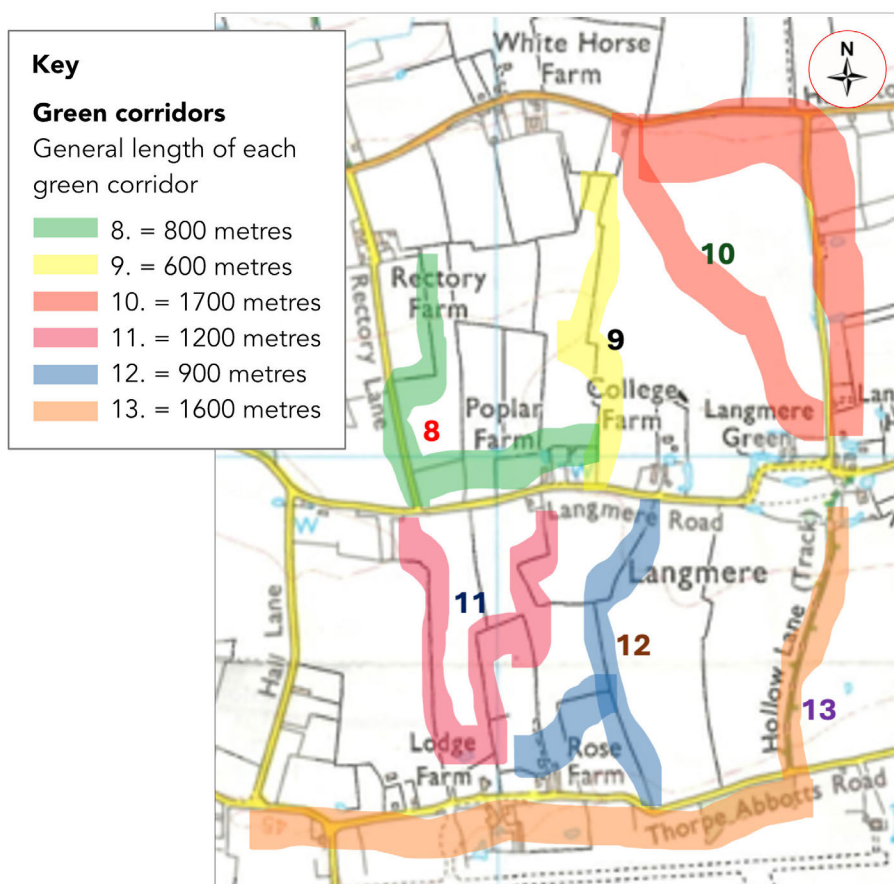 Key
Green corridors
General length of each
green corridor
8. = 800 metres
9. = 600 metres
10. = 1700 metres
11. = 1200 metres
12. = 900 metres
13. = 1600 metres
N
White Horse
Farm
10
Rectory
Farm
Rectory Lane
9
College
Farm
Poplar
Farm
8
Langmere
Green
W
W
Langmere Road
Langmere
11
12
13
Hall Lane
Hollow Lane (Track)
Lodge
Farm
Rose
Farm
Thorpe Abbotts Road
45